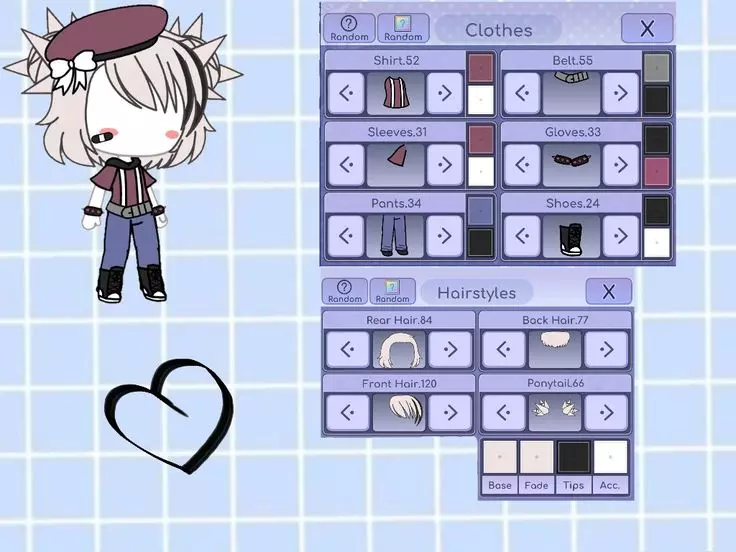 Random
Random
Clothes
X
Shirt.52
Belt.55
Sleeves.31
Gloves.33
Pants.34
Shoes.24
Random
Random
Hairstyles
X
Rear Hair.84
Back Hair.77
Front Hair.120
Ponytail.66
Base
Fade
Tips
Acc.